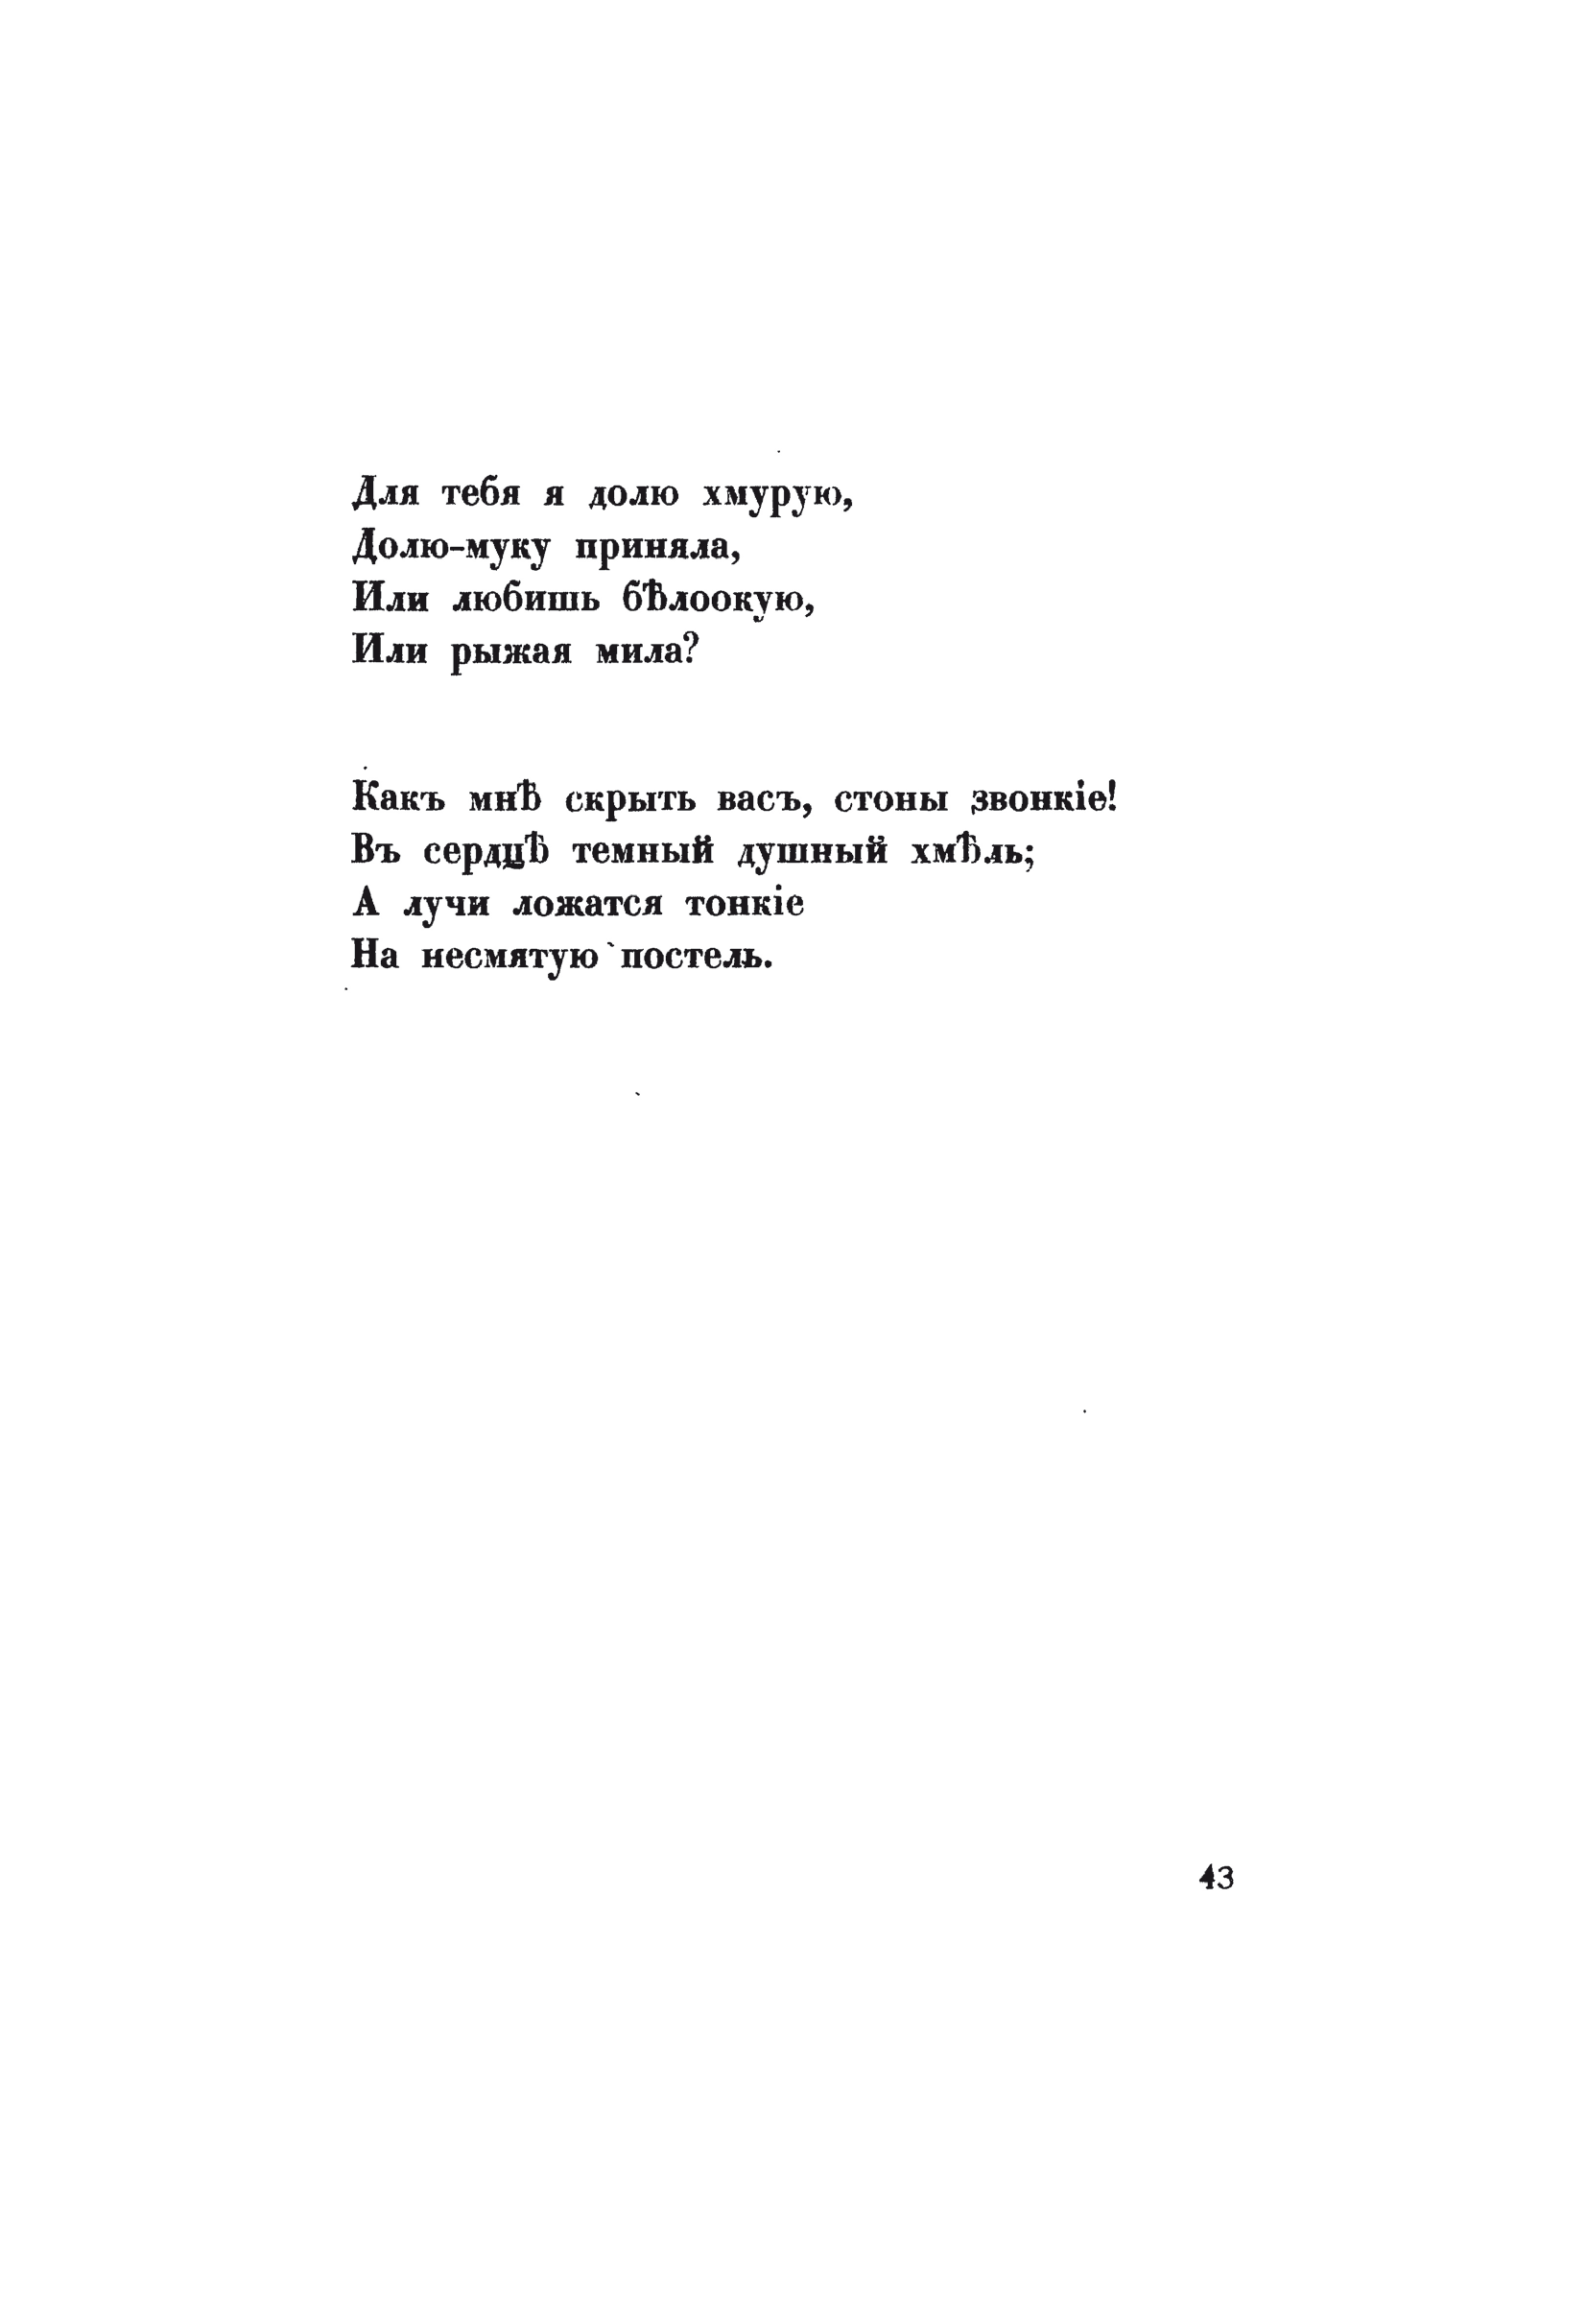 Для тебя я долю хмурую,
Долю-муку приняла,
Или любишь бѣлоокую,
Или рыжая мила?
Какъ мнѣ скрыть васъ, стоны звонкіе!
Въ сердцѣ темный душный хмѣль;
А лучи ложатся тонкіе
На несмятую постель.
43